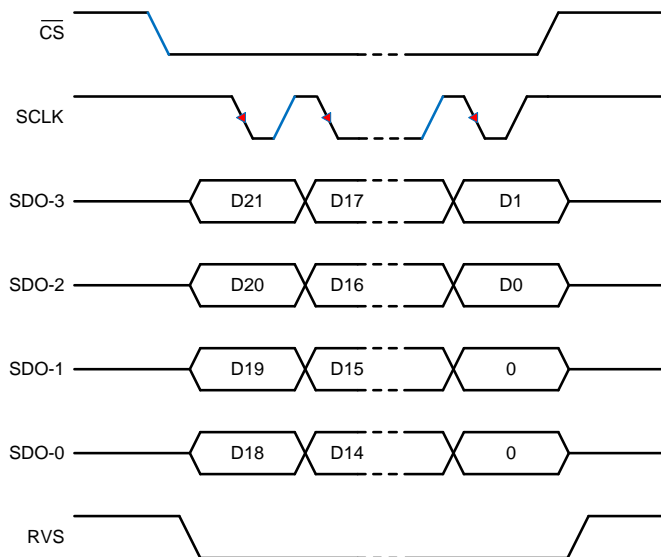 C̅S̅
SCLK
SDO-3 D21 D17 D1
SDO-2 D20 D16 D0
SDO-1 D19 D15 0
SDO-0 D18 D14 0
RVS